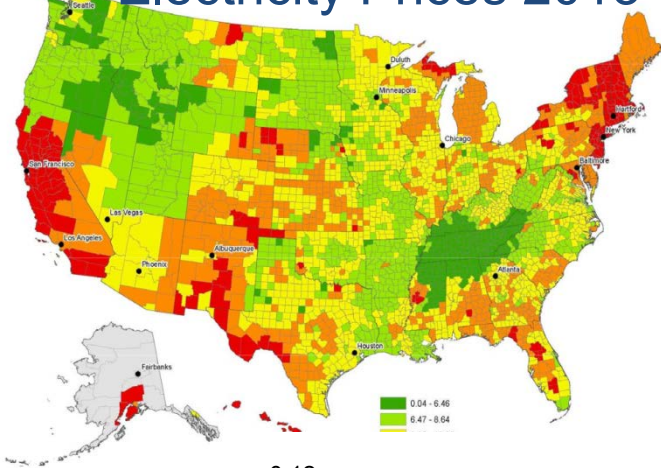 Electricity Prices 2013
Seattle
Duluth
Minneapolis
Hartford
New York
Chicago
San Francisco
Baltimore
Las Vegas
Los Angeles
Albuquerque
Phoenix
Atlanta
Houston
Fairbanks
0.04 - 6.46
6.47 - 8.64